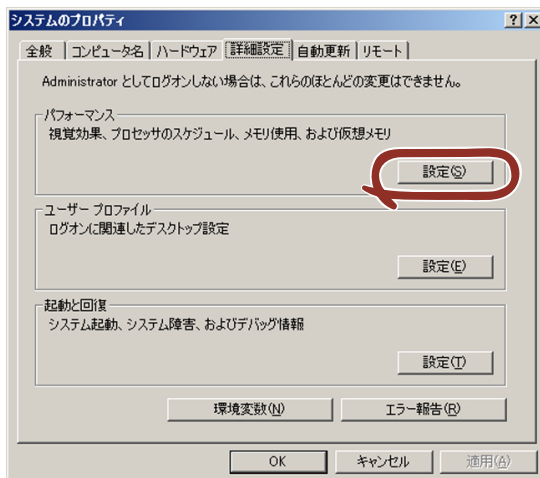 システムのプロパティ
全般 コンピュータ名 ハードウェア 詳細設定 自動更新 リモート
Administrator としてログオンしない場合は、これらのほとんどの変更はできません。
パフォーマンス
視覚効果、プロセッサのスケジュール、メモリ使用、および仮想メモリ
設定(S)
ユーザー プロファイル
ログオンに関連したデスクトップ設定
設定(E)
起動と回復
システム起動、システム障害、およびデバッグ情報
設定(T)
環境変数(N) エラー報告(R)
OK キャンセル 適用(A)